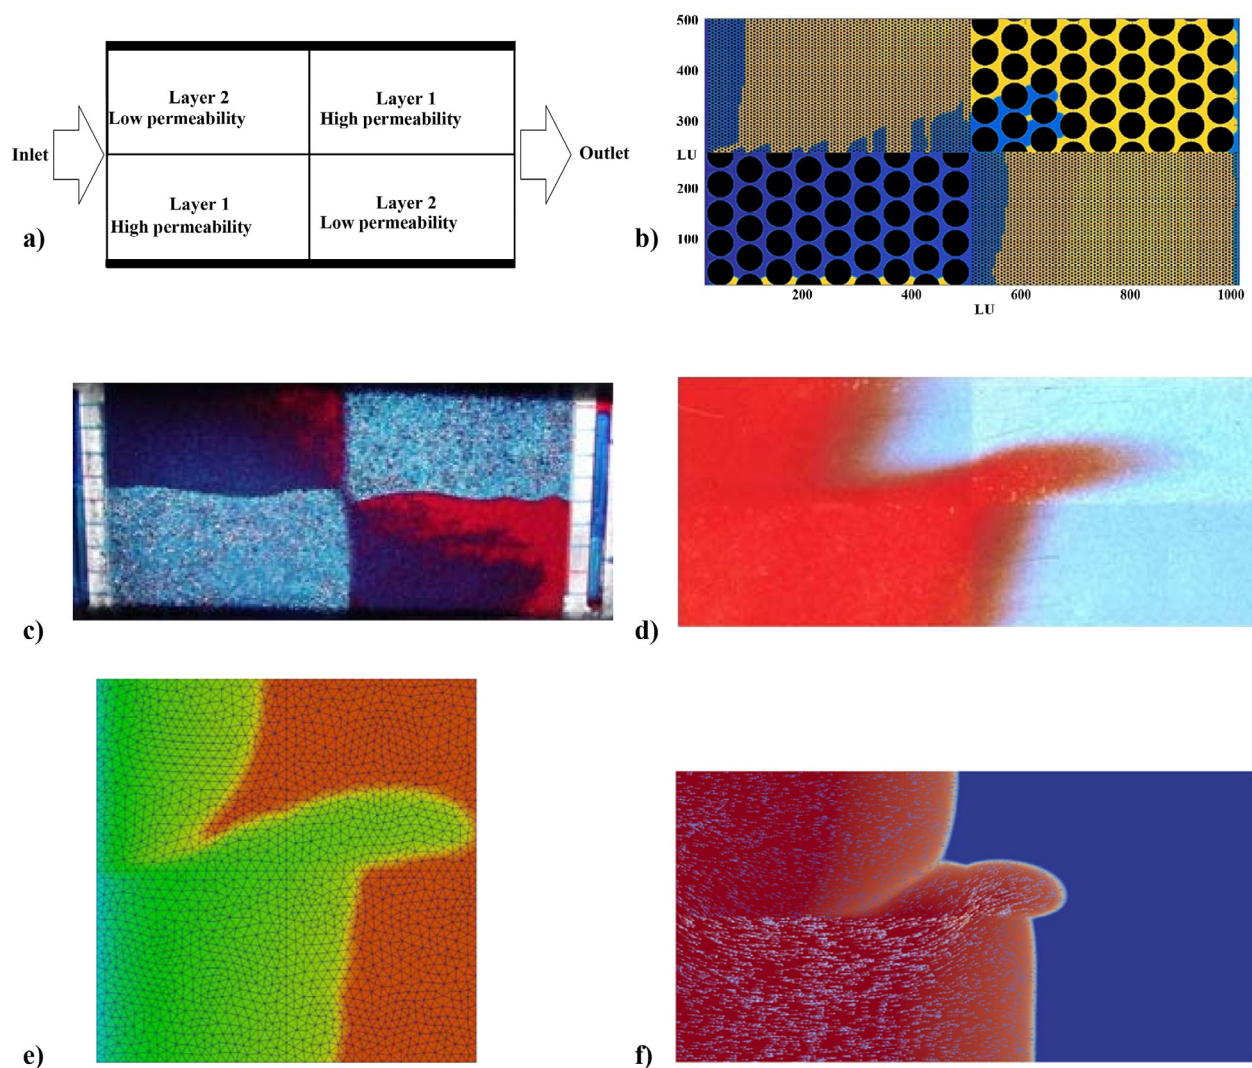 Layer 2
Low permeability
Layer 1
High permeability
Inlet
Outlet
Layer 1
High permeability
Layer 2
Low permeability
a)
500
400
300
LU
200
100
200
400
600
800
1000
LU
b)
c)
d)
e)
f)